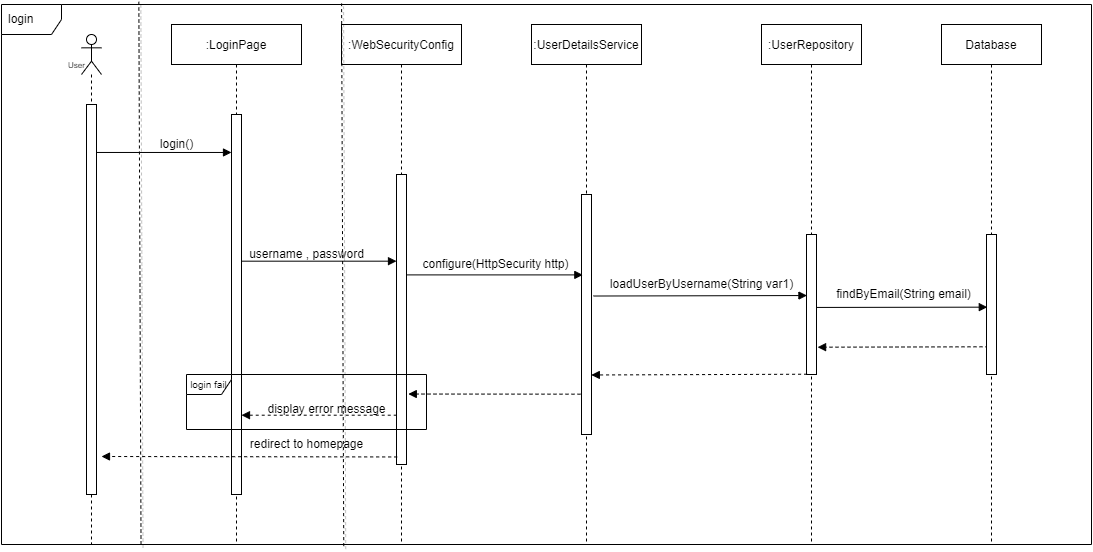 login
User
:LoginPage
:WebSecurityConfig
:UserDetailsService
:UserRepository
Database
login()
username , password
configure(HttpSecurity http)
loadUserByUsername(String var1)
findByEmail(String email)
login fail
display error message
redirect to homepage